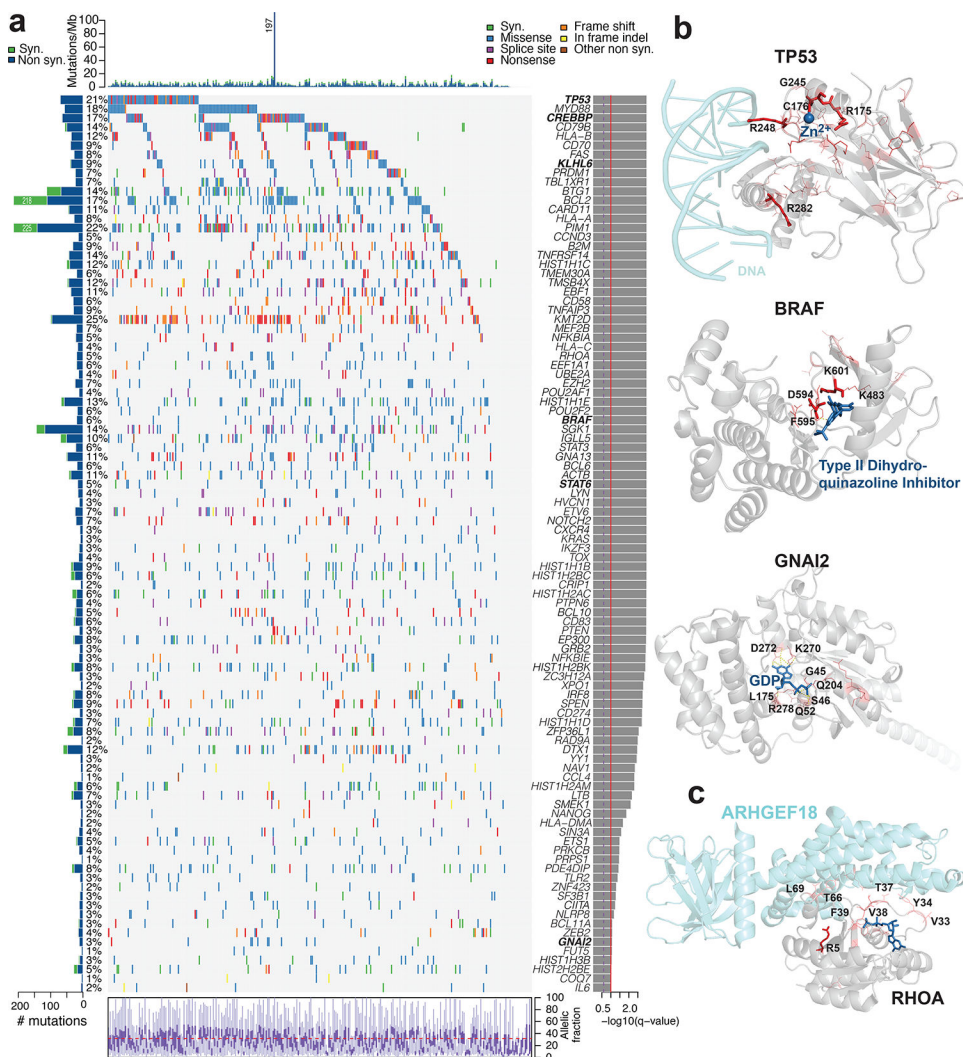 a
Mutations/Mb
100
80
60
40
20
0
197
Syn.
Non syn.
Syn.
Missense
Splice site
Nonsense
Frame shift
In frame indel
Other non syn.
21% TP53
18% MYD88
17% CREBBP
14% CD79B
12% HLA-B
9% CD70
8% FAS
9% KLHL6
7% PRDM1
7% TBL1XR1
14% BTG1
218 17% BCL2
11% CARD11
8% HLA-A
225 22% PIM1
5% CCND3
9% B2M
14% TNFRSF14
12% HIST1H1C
6% TMEM30A
12% TMSB4X
11% EBF1
6% CD58
9% TNFAIP3
25% KMT2D
7% MEF2B
5% NFKBIA
4% HLA-C
5% RHOA
6% EEF1A1
4% UBE2A
7% EZH2
4% POU2AF1
13% HIST1H1E
6% POU2F2
6% BRAF
14% SGK1
10% IGLL5
6% STAT3
11% GNA13
6% BCL6
11% ACTB
5% STAT6
4% LYN
3% HVCN1
7% ETV6
7% NOTCH2
3% CXCR4
3% KRAS
3% IKZF3
4% TOX
9% HIST1H1B
6% HIST1H2BC
2% CRIP1
6% HIST1H2AC
4% PTPN6
5% BCL10
6% CD83
3% PTEN
8% EP300
3% GRB2
3% NFKBIE
8% HIST1H2BK
3% ZC3H12A
2% XPO1
8% IRF8
9% SPEN
3% CD274
7% HIST1H1D
8% ZFP36L1
2% RAD9A
12% DTX1
3% YY1
2% NAV1
1% CCL4
6% HIST1H2AM
7% LTB
3% SMEK1
2% NANOG
2% HLA-DMA
4% SIN3A
5% ETS1
4% PRKCB
1% PRPS1
8% PDE4DIP
3% TLR2
2% ZNF423
3% SF3B1
3% CIITA
3% NLRP8
3% BCL11A
4% ZEB2
3% GNAI2
1% FUT5
3% HIST1H3B
5% HIST2H2BE
1% COQ7
2% IL6
200 100 0
# mutations
100
80
60
40
20
0
Allelic
fraction
0.5 2.0
-log10(q-value)
b
TP53
G245
C176
R175
R248
Zn2+
R282
DNA
BRAF
K601
D594
K483
F595
Type II Dihydro-
quinazoline Inhibitor
GNAI2
D272
K270
G45
GDP
Q204
L175
S46
R278
Q52
c
ARHGEF18
L69
T37
T66
Y34
F39
V38
V33
R5
RHOA